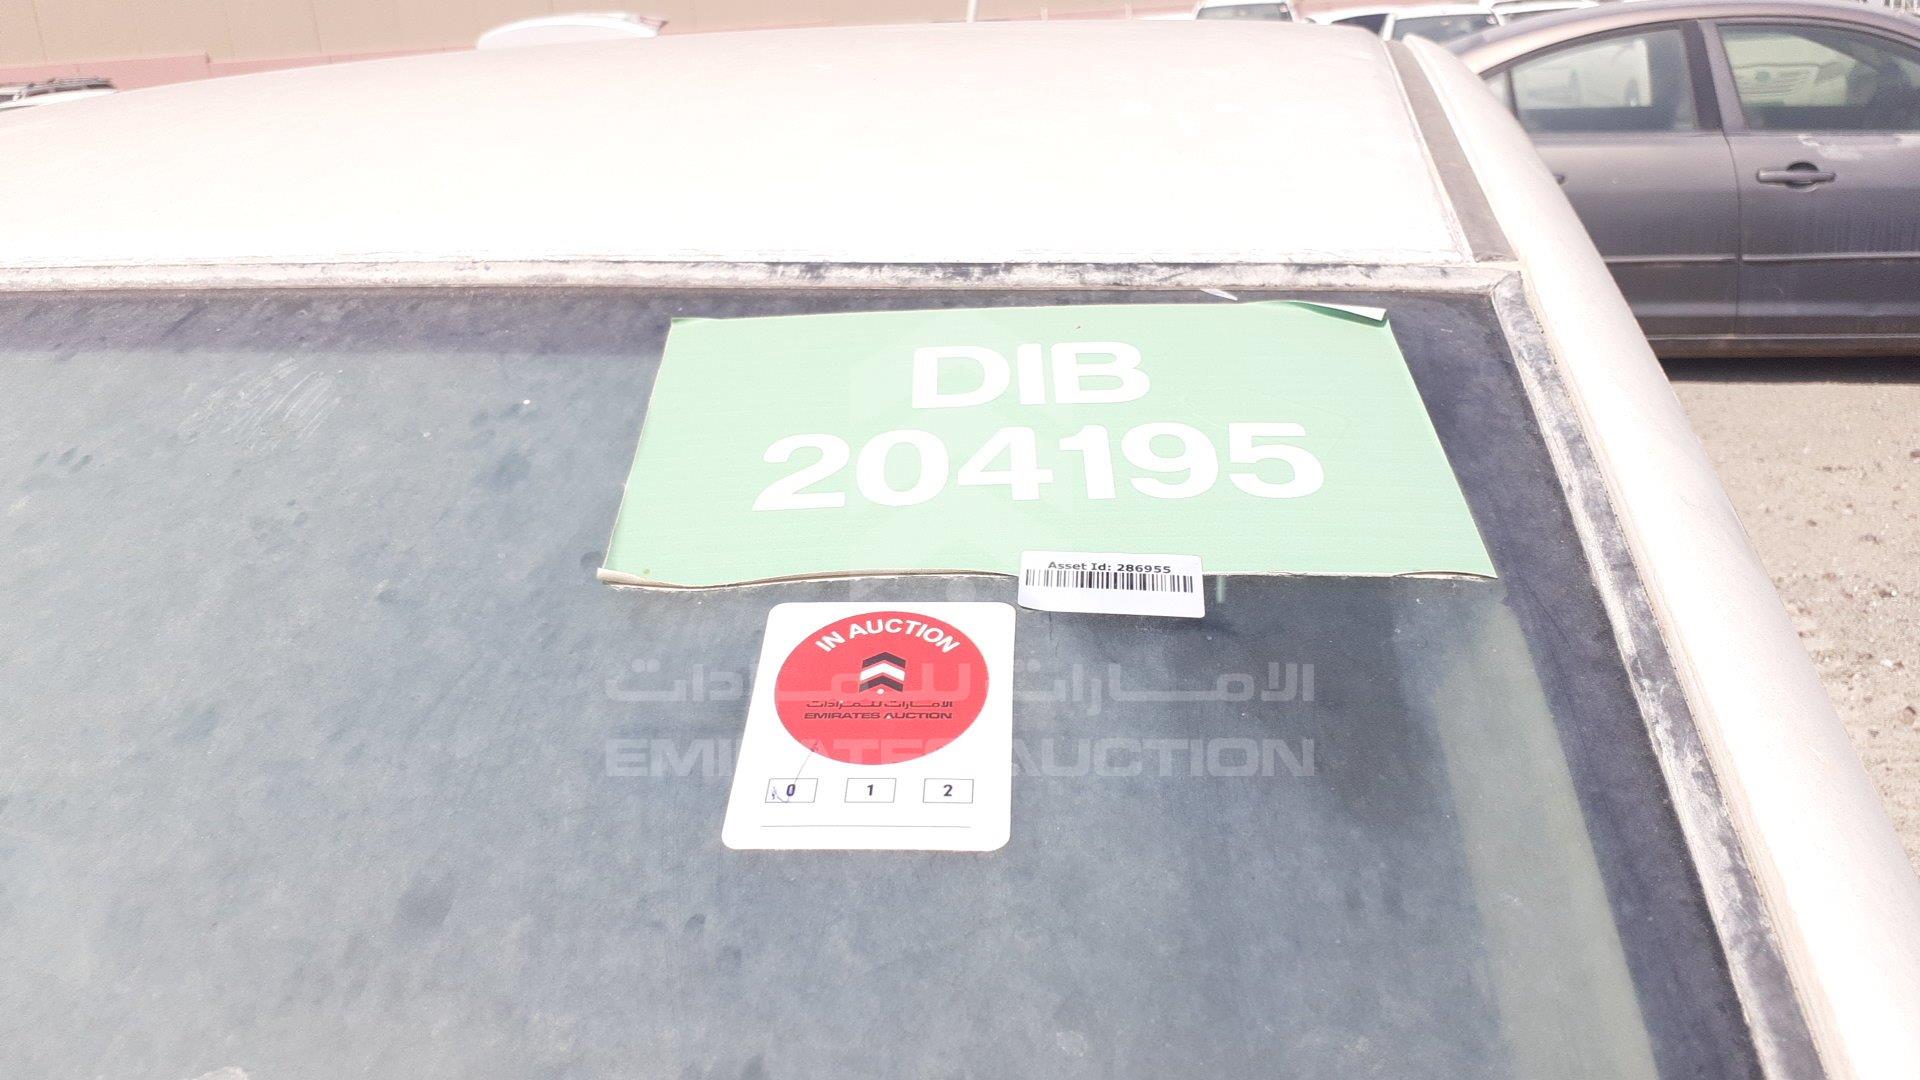 DIB
204195
Asset Id: 286955
IN AUCTION
الامارات للمزادات
EMIRATES AUCTION
0 1 2
الامارات للمزادات
EMIRATES AUCTION